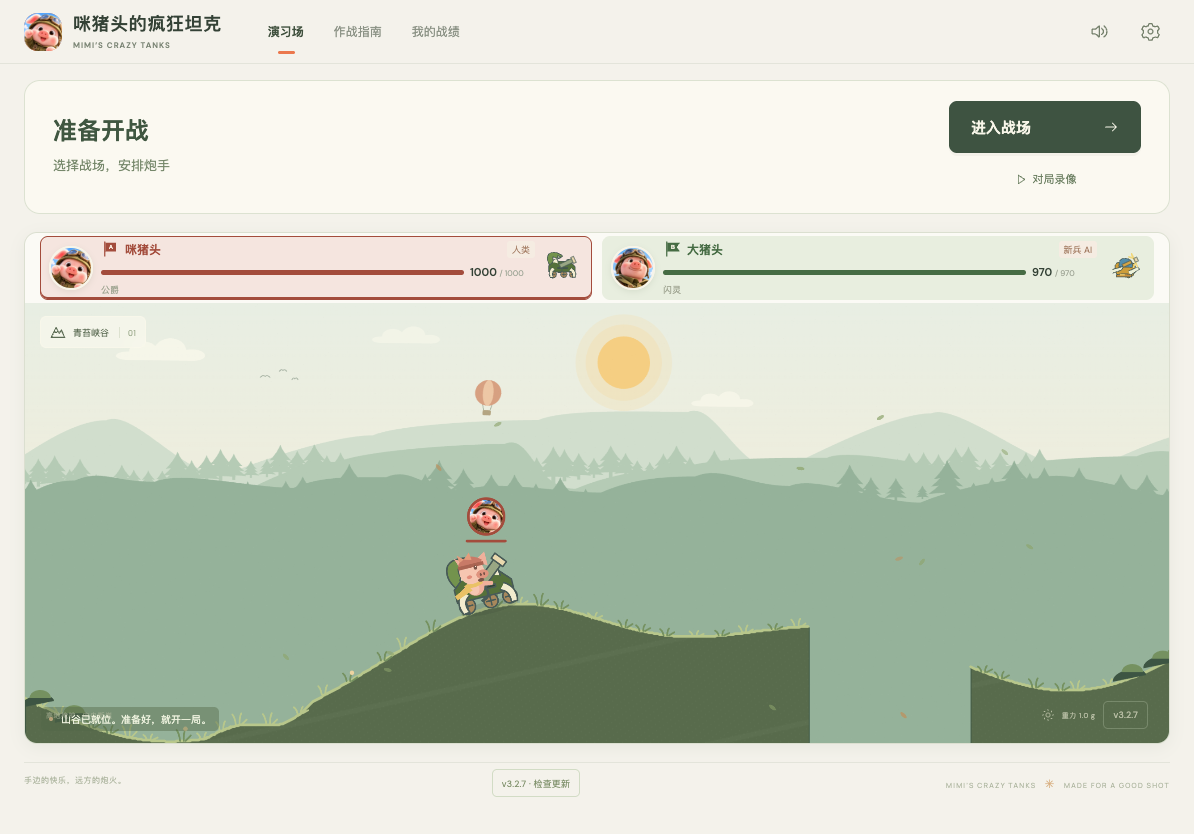 咪猪头的疯狂坦克
MIMI'S CRAZY TANKS
演习场
作战指南
我的战绩
准备开战
选择战场，安排炮手
进入战场
对局录像
咪猪头
人类
1000 / 1000
公爵
大猪头
新兵 AI
970 / 970
闪灵
青苔峡谷
01
山谷已就位。准备好，就开一局。
重力 1.0 g
v3.2.7
手边的快乐，远方的炮火。
v3.2.7 · 检查更新
MIMI'S CRAZY TANKS
MADE FOR A GOOD SHOT